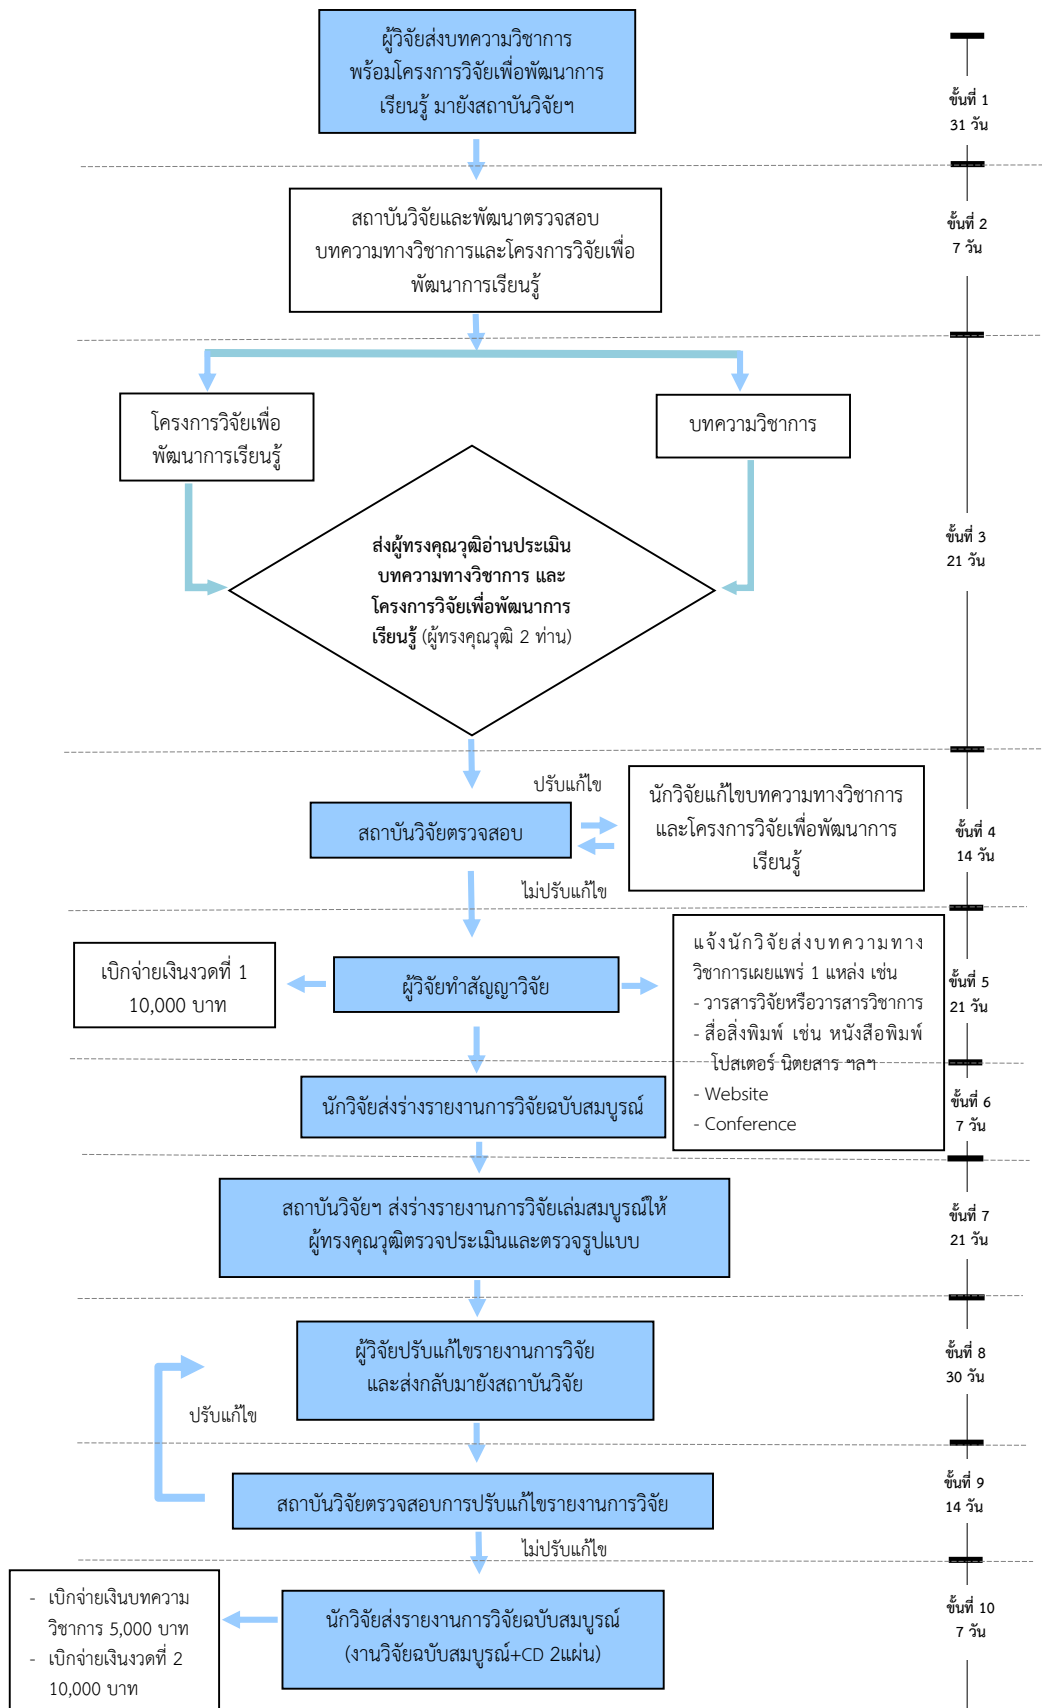 ผู้วิจัยส่งบทความวิชาการ
พร้อมโครงการวิจัยเพื่อพัฒนาการ
เรียนรู้ มายังสถาบันวิจัยฯ
ขั้นที่ 1
31 วัน
สถาบันวิจัยและพัฒนาตรวจสอบ
บทความทางวิชาการและโครงการวิจัยเพื่อ
พัฒนาการเรียนรู้
ขั้นที่ 2
7 วัน
โครงการวิจัยเพื่อ
พัฒนาการเรียนรู้
บทความวิชาการ
ส่งผู้ทรงคุณวุฒิอ่านประเมิน
บทความทางวิชาการ และ
โครงการวิจัยเพื่อพัฒนาการ
เรียนรู้ (ผู้ทรงคุณวุฒิ 2 ท่าน)
ขั้นที่ 3
21 วัน
สถาบันวิจัยตรวจสอบ
ปรับแก้ไข
นักวิจัยแก้ไขบทความทางวิชาการ
และโครงการวิจัยเพื่อพัฒนาการ
เรียนรู้
ขั้นที่ 4
14 วัน
ไม่ปรับแก้ไข
เบิกจ่ายเงินงวดที่ 1
10,000 บาท
ผู้วิจัยทำสัญญาวิจัย
แจ้งนักวิจัยส่งบทความทาง
วิชาการเผยแพร่ 1 แหล่ง เช่น
- วารสารวิจัยหรือวารสารวิชาการ
- สื่อสิ่งพิมพ์ เช่น หนังสือพิมพ์
โปสเตอร์ นิตยสาร ฯลฯ
- Website
- Conference
ขั้นที่ 5
21 วัน
นักวิจัยส่งร่างรายงานการวิจัยฉบับสมบูรณ์
ขั้นที่ 6
7 วัน
สถาบันวิจัยฯ ส่งร่างรายงานการวิจัยเล่มสมบูรณ์ให้
ผู้ทรงคุณวุฒิตรวจประเมินและตรวจรูปแบบ
ขั้นที่ 7
21 วัน
ผู้วิจัยปรับแก้ไขรายงานการวิจัย
และส่งกลับมายังสถาบันวิจัย
ขั้นที่ 8
30 วัน
ปรับแก้ไข
สถาบันวิจัยตรวจสอบการปรับแก้ไขรายงานการวิจัย
ขั้นที่ 9
14 วัน
ไม่ปรับแก้ไข
- เบิกจ่ายเงินบทความ
วิชาการ 5,000 บาท
- เบิกจ่ายเงินงวดที่ 2
10,000 บาท
นักวิจัยส่งรายงานการวิจัยฉบับสมบูรณ์
(งานวิจัยฉบับสมบูรณ์+CD 2แผ่น)
ขั้นที่ 10
7 วัน